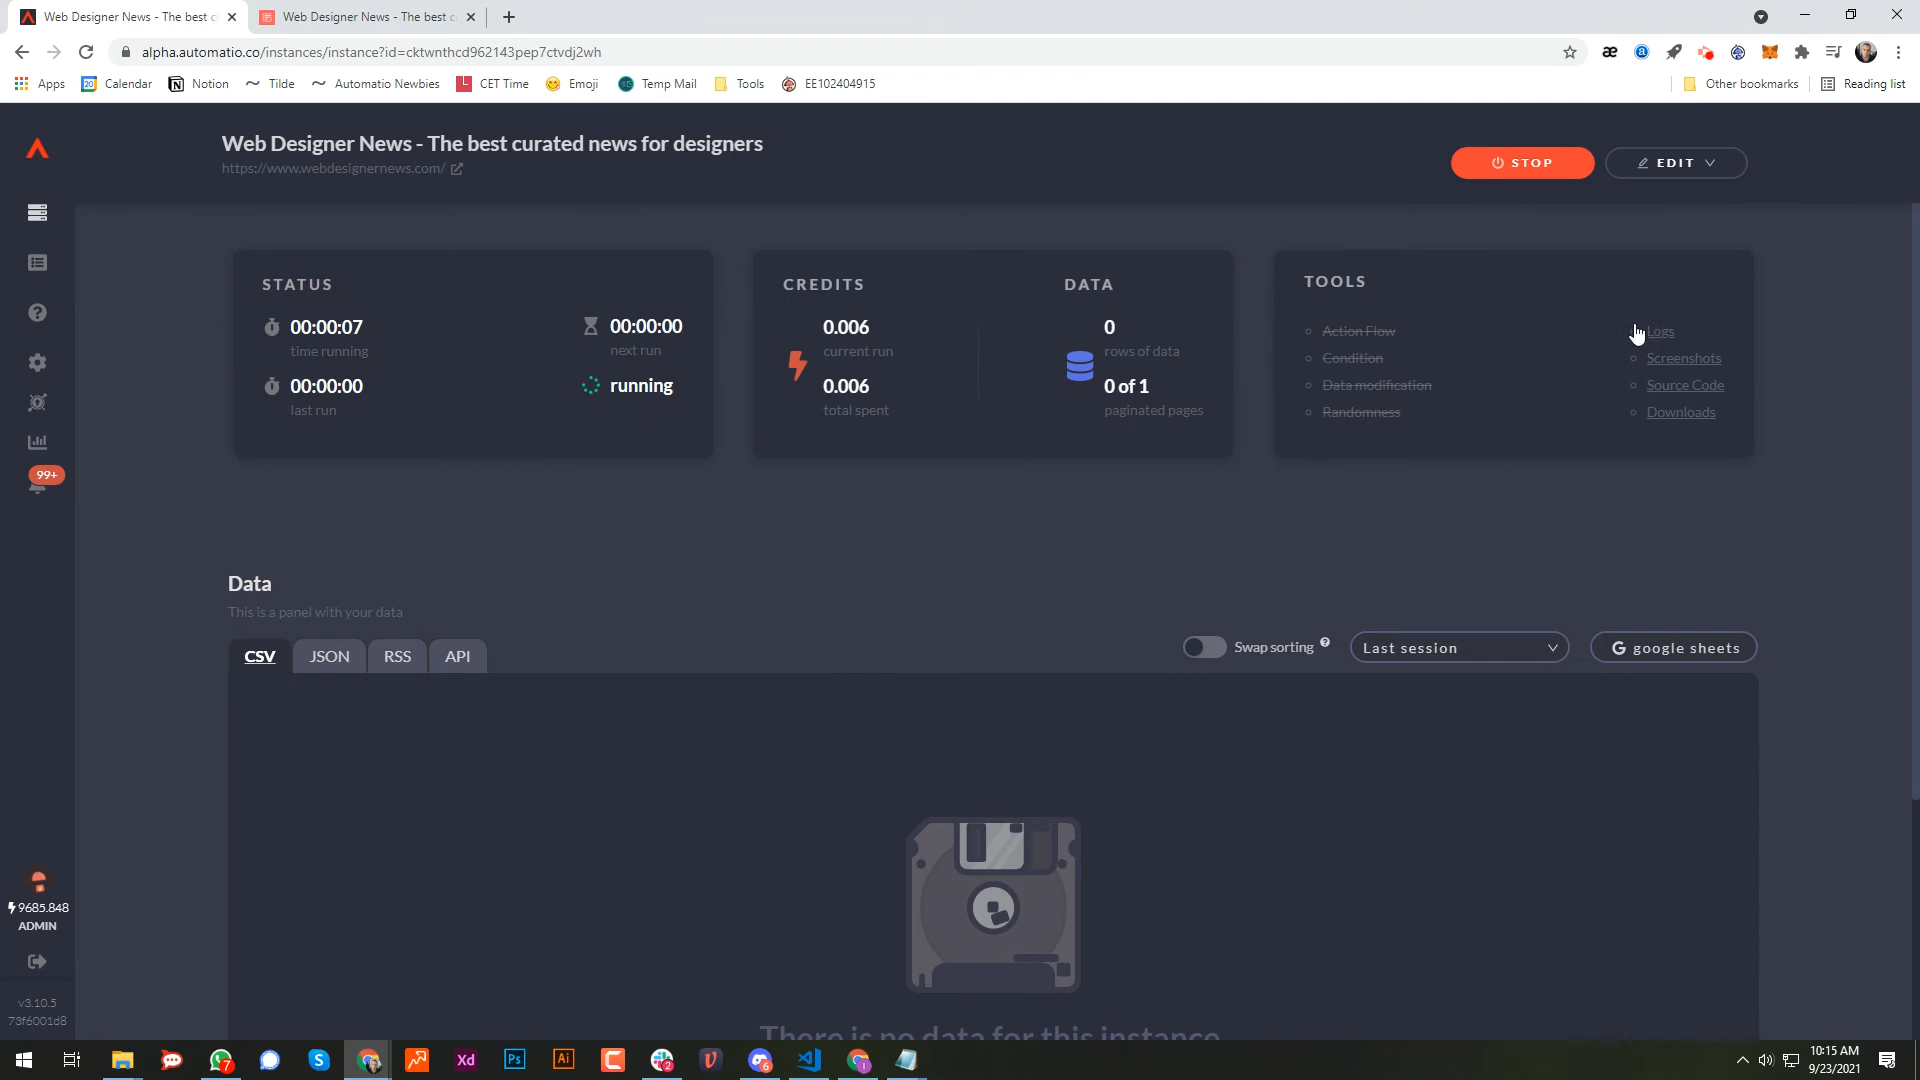 Web Designer News - The best c
Web Designer News - The best c
alpha.automatio.co/instances/instance?id=cktwnthcd962143pep7ctvdj2wh
Apps
Calendar
Notion
Tilde
Automatio Newbies
CET Time
Emoji
Temp Mail
Tools
EE102404915
Other bookmarks
Reading list
Web Designer News - The best curated news for designers
https://www.webdesignernews.com/
STOP
EDIT
STATUS
00:00:07
time running
00:00:00
next run
00:00:00
last run
running
CREDITS
0.006
current run
0.006
total spent
DATA
0
rows of data
0 of 1
paginated pages
TOOLS
Action Flow
Condition
Data modification
Randomness
Logs
Screenshots
Source Code
Downloads
99+
Data
This is a panel with your data
CSV
JSON
RSS
API
Swap sorting
Last session
G google sheets
There is no data for this instance
9685.848
ADMIN
v3.10.5
73f6001d8
10:15 AM
9/23/2021